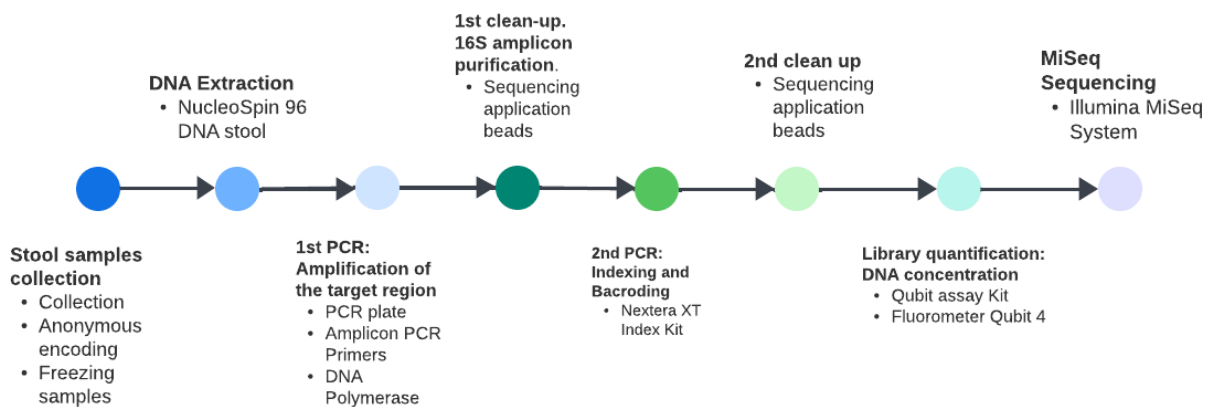 Stool samples
collection
• Collection
• Anonymous
encoding
• Freezing
samples
DNA Extraction
• NucleoSpin 96
DNA stool
1st PCR:
Amplification of
the target region
• PCR plate
• Amplicon PCR
Primers
• DNA
Polymerase
1st clean-up.
16S amplicon
purification.
• Sequencing
application
beads
2nd PCR:
Indexing and
Bacroding
• Nextera XT
Index Kit
2nd clean up
• Sequencing
application
beads
Library quantification:
DNA concentration
• Qubit assay Kit
• Fluorometer Qubit 4
MiSeq
Sequencing
• Illumina MiSeq
System